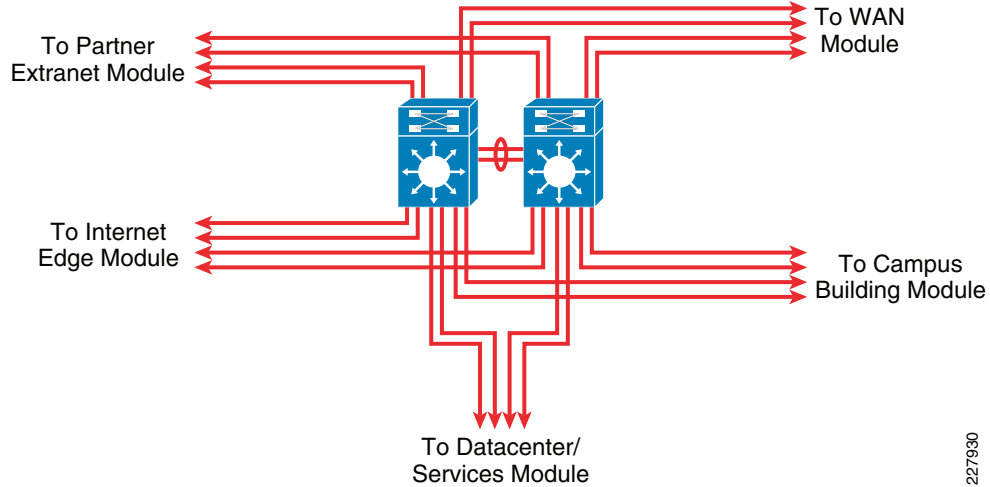 To Partner
Extranet Module
To WAN
Module
To Internet
Edge Module
To Campus
Building Module
To Datacenter/
Services Module
227930